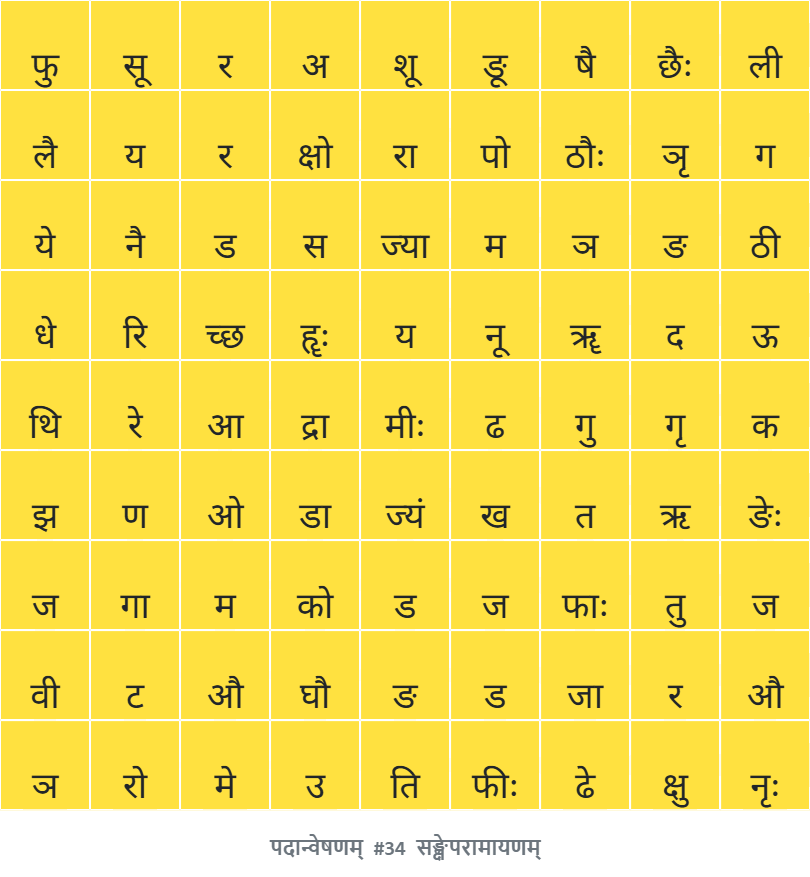 फु सू र अ शू ङू षै छैः ली
लै य र क्षो रा पो ठौः ञृ ग
ये नै ड स ज्या म ञ ङ ठी
धे रि च्छ हॄः य नू ॠ द ऊ
थि रे आ द्रा मीः ढ गु गृ क
झ ण ओ डा ज्यं ख त ऋ ङेः
ज गा म को ड ज फाः तु ज
वी ट औ घौ ङ ड जा र औ
ञ रो मे उ ति फीः ढे क्षु नृः
पदान्वेषणम् #34 सङ्क्षेपरामायणम्